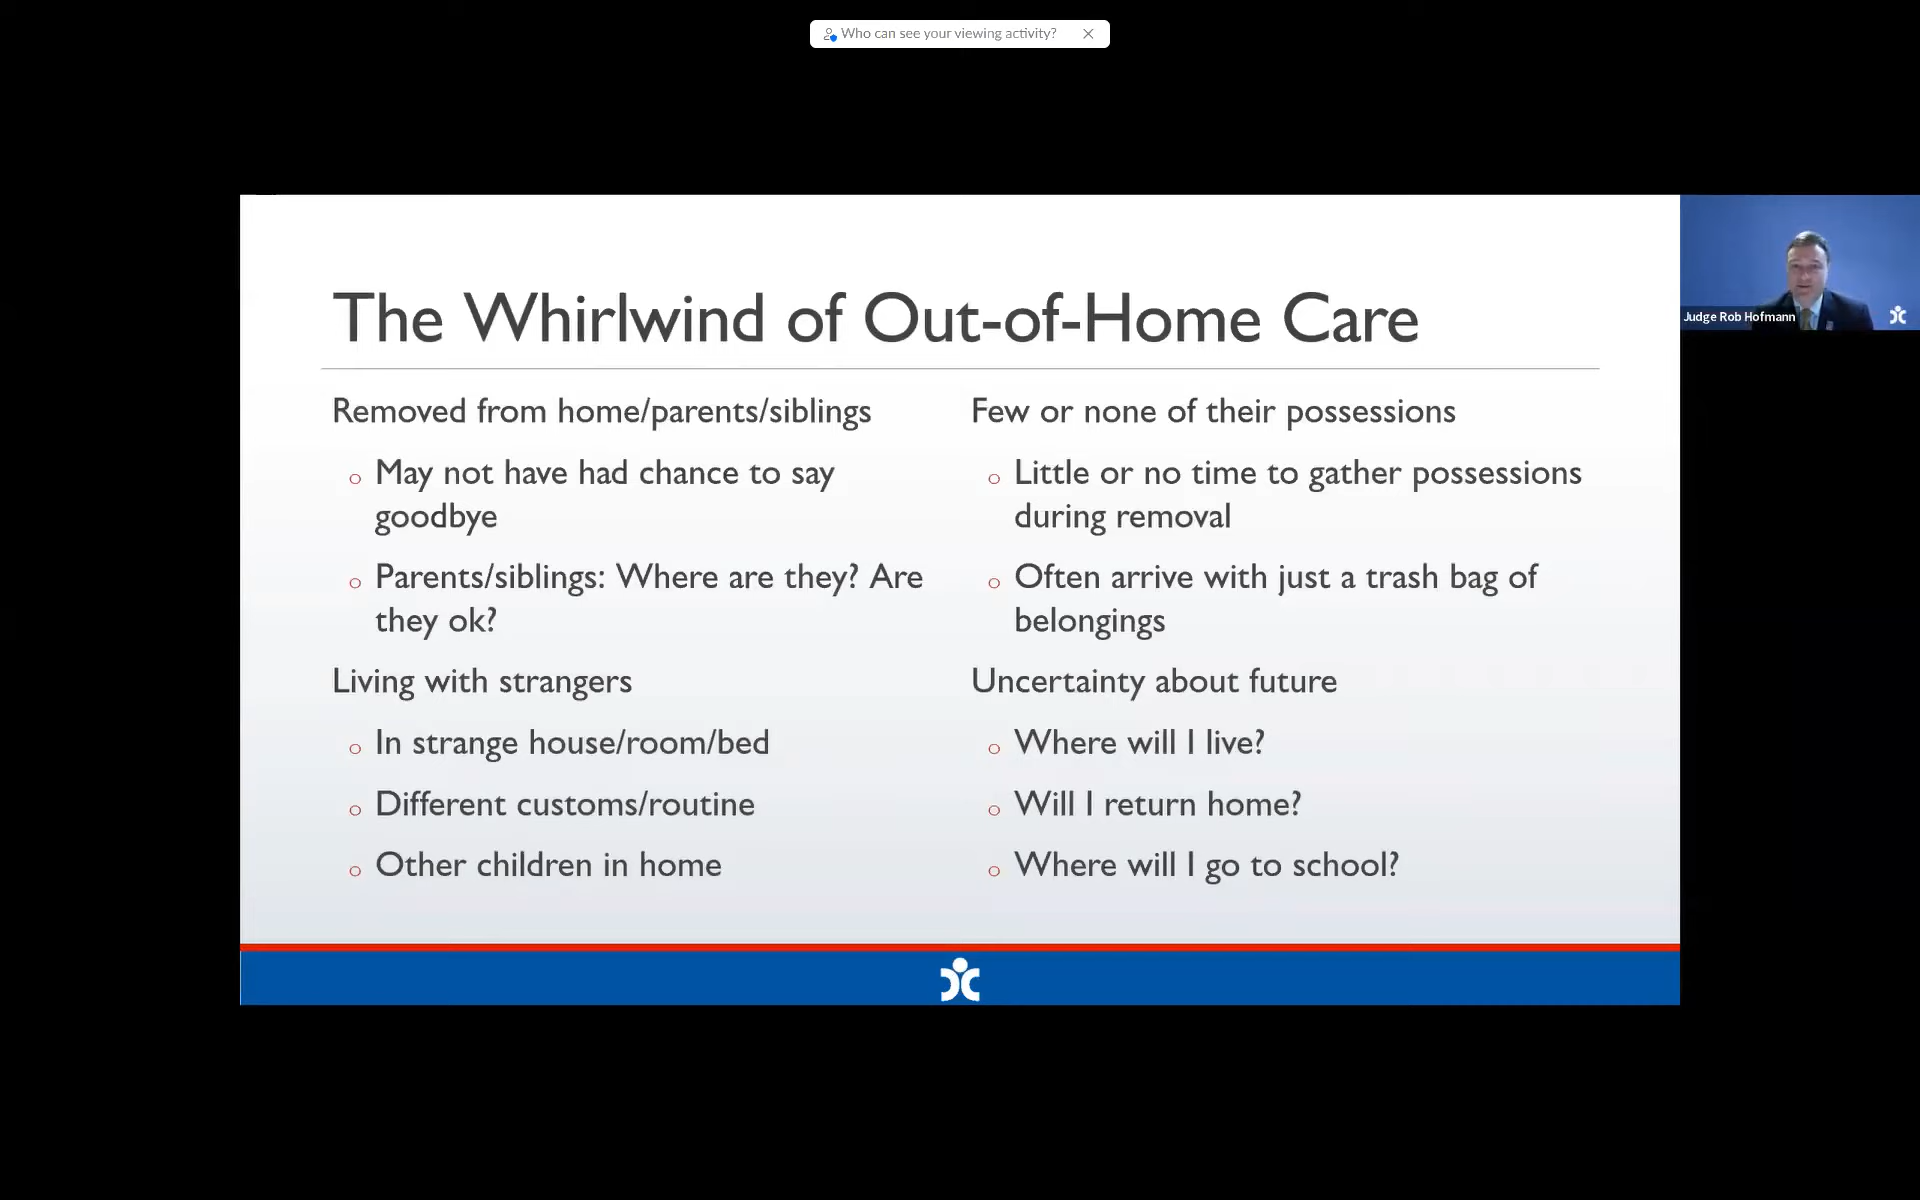 Who can see your viewing activity?
The Whirlwind of Out-of-Home Care
Removed from home/parents/siblings
May not have had chance to say
goodbye
Parents/siblings: Where are they? Are
they ok?
Living with strangers
In strange house/room/bed
Different customs/routine
Other children in home
Few or none of their possessions
Little or no time to gather possessions
during removal
Often arrive with just a trash bag of
belongings
Uncertainty about future
Where will I live?
Will I return home?
Where will I go to school?
Judge Rob Hofmann